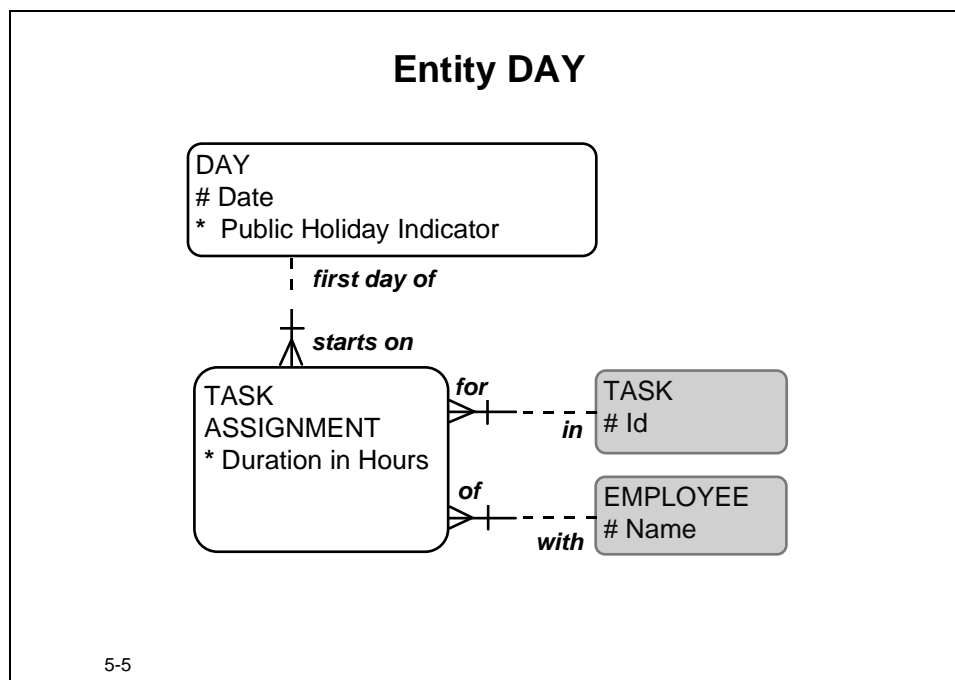 Entity DAY
DAY
# Date
* Public Holiday Indicator
first day of
starts on
TASK
ASSIGNMENT
* Duration in Hours
for
in
TASK
# Id
of
with
EMPLOYEE
# Name
5-5